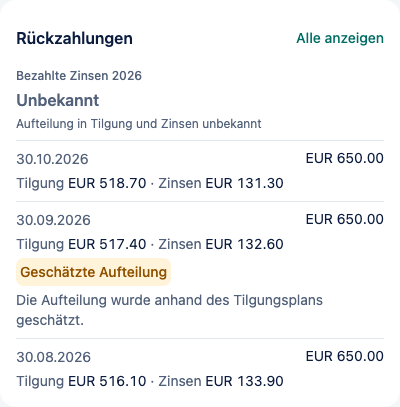 Rückzahlungen Alle anzeigen
Bezahlte Zinsen 2026
Unbekannt
Aufteilung in Tilgung und Zinsen unbekannt
30.10.2026 EUR 650.00
Tilgung EUR 518.70 · Zinsen EUR 131.30
30.09.2026 EUR 650.00
Tilgung EUR 517.40 · Zinsen EUR 132.60
Geschätzte Aufteilung
Die Aufteilung wurde anhand des Tilgungsplans
geschätzt.
30.08.2026 EUR 650.00
Tilgung EUR 516.10 · Zinsen EUR 133.90